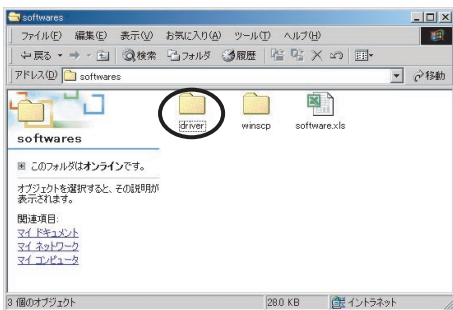 softwares
ファイル(F) 編集(E) 表示(V) お気に入り(A) ツール(T) ヘルプ(H)
戻る 検索 フォルダ 履歴
アドレス(D) softwares 移動
driver winscp software.xls
softwares
このフォルダはオンラインです。
オブジェクトを選択すると、その説明が
表示されます。
関連項目:
マイ ドキュメント
マイ ネットワーク
マイ コンピュータ
3 個のオブジェクト 28.0 KB イントラネット